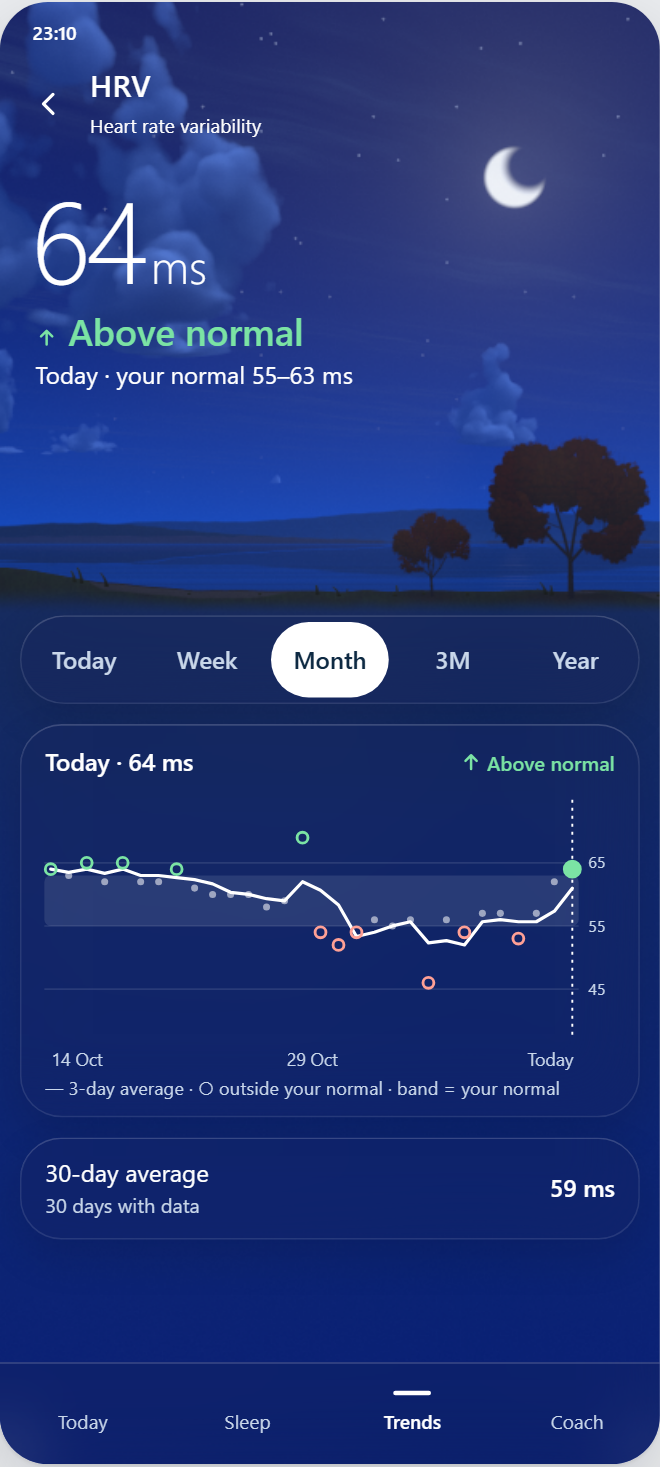 23:10
HRV
Heart rate variability
64 ms
↑ Above normal
Today · your normal 55–63 ms
Today Week Month 3M Year
Today · 64 ms ↑ Above normal
65
55
45
14 Oct 29 Oct Today
— 3-day average · ○ outside your normal · band = your normal
30-day average
30 days with data
59 ms
Today Sleep Trends Coach